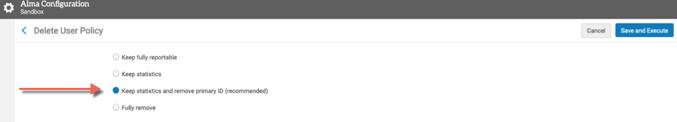 Alma Configuration
Sandbox
Delete User Policy
Cancel
Save and Execute
Keep fully reportable
Keep statistics
Keep statistics and remove primary ID (recommended)
Fully remove